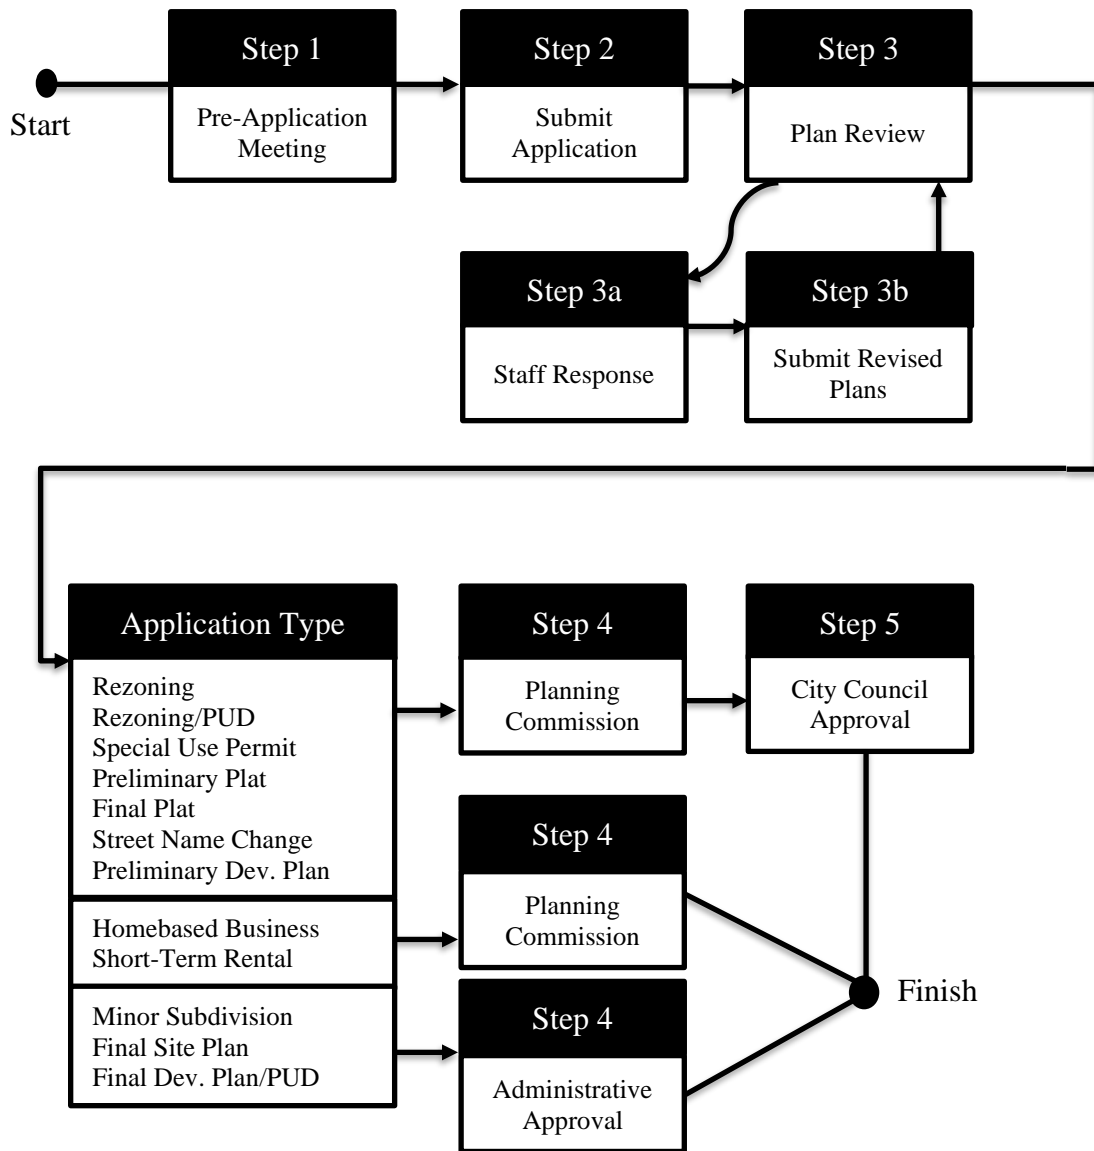 Start
Step 1
Pre-Application
Meeting
Step 2
Submit
Application
Step 3
Plan Review
Step 3a
Staff Response
Step 3b
Submit Revised
Plans
Application Type
Rezoning
Rezoning/PUD
Special Use Permit
Preliminary Plat
Final Plat
Street Name Change
Preliminary Dev. Plan
Homebased Business
Short-Term Rental
Minor Subdivision
Final Site Plan
Final Dev. Plan/PUD
Step 4
Planning
Commission
Step 5
City Council
Approval
Step 4
Planning
Commission
Step 4
Administrative
Approval
Finish